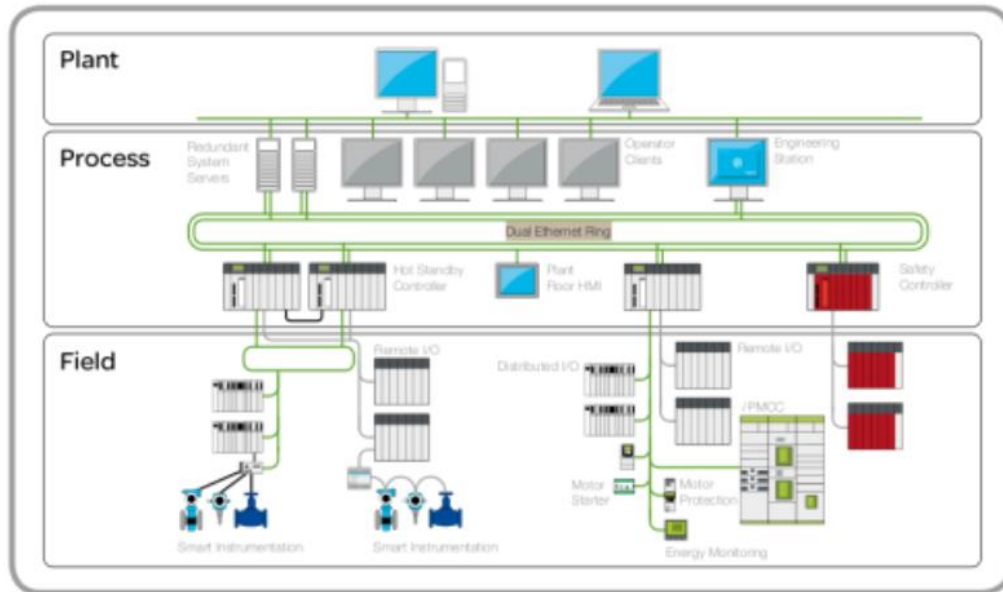 Plant
Process
Redundant
System
Servers
Operator
Clients
Engineering
Station
Dual Ethernet Ring
Hot Standby
Controller
Plant
Floor HMI
Safety
Controller
Field
Remote I/O
Distributed I/O
Remote I/O
iPMCC
Motor
Starter
Motor
Protection
Smart Instrumentation
Smart Instrumentation
Energy Monitoring